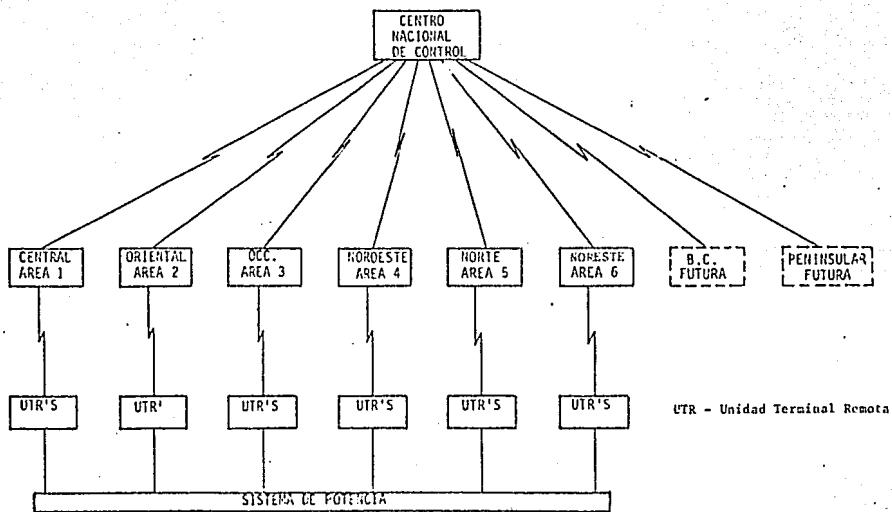 CENTRO
NACIONAL
DE CONTROL
CENTRAL
AREA 1
ORIENTAL
AREA 2
OCC.
AREA 3
NOROESTE
AREA 4
NORTE
AREA 5
NORESTE
AREA 6
B.C.
FUTURA
PENINSULAR
FUTURA
UTR'S
UTR'
UTR'S
UTR'S
UTR'S
UTR'S
UTR - Unidad Terminal Remota
SISTEMA DE POTENCIA